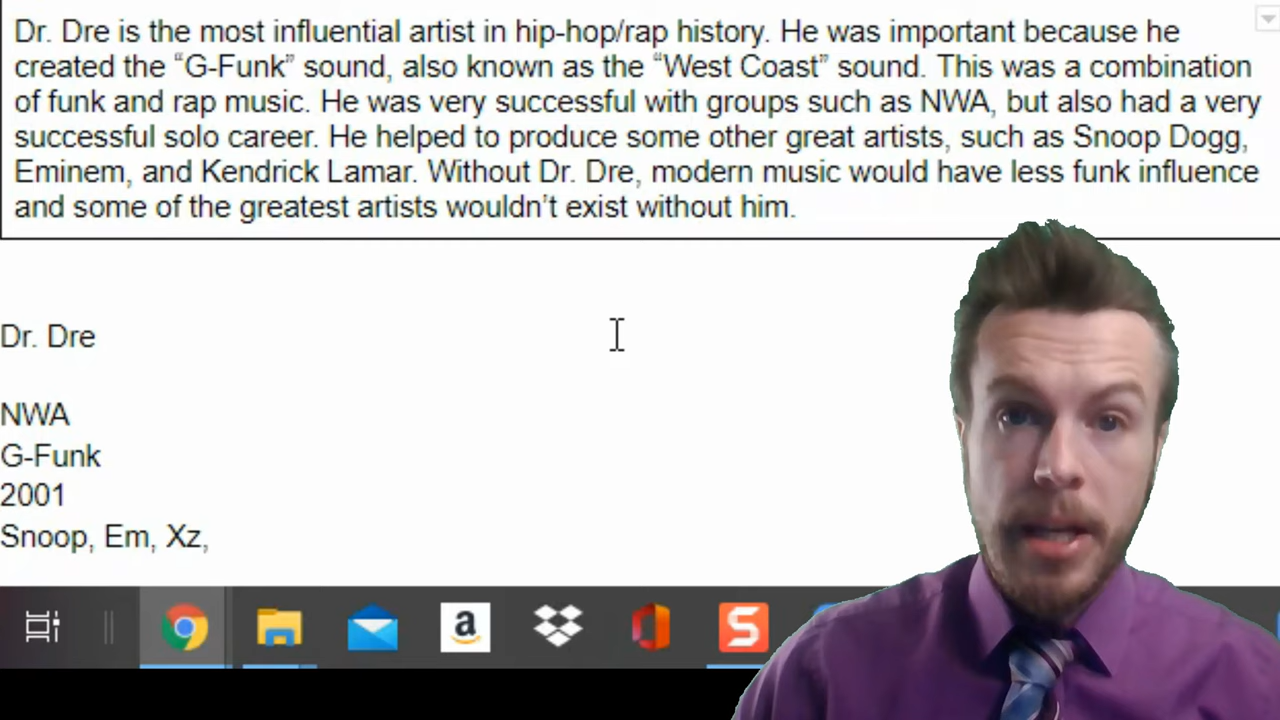 Dr. Dre is the most influential artist in hip-hop/rap history. He was important because he
created the “G-Funk” sound, also known as the “West Coast” sound. This was a combination
of funk and rap music. He was very successful with groups such as NWA, but also had a very
successful solo career. He helped to produce some other great artists, such as Snoop Dogg,
Eminem, and Kendrick Lamar. Without Dr. Dre, modern music would have less funk influence
and some of the greatest artists wouldn’t exist without him.
Dr. Dre
NWA
G-Funk
2001
Snoop, Em, Xz,
a
S